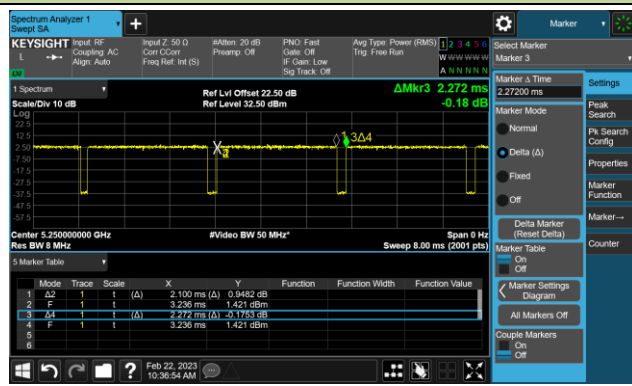 Spectrum Analyzer 1
Swept SA
+
Marker
KEYSIGHT
L
Input: RF
Coupling: AC
Align: Auto
Input Z: 50 Ω
Corr CCorr
Freq Ref: Int (S)
#Atten: 20 dB
Preamp: Off
PNO: Fast
Gate: Off
IF Gain: Low
Sig Track: Off
Avg Type: Power (RMS)
Trig: Free Run
1 2 3 4 5 6
W W W W W W
A N N N N N
Select Marker
Marker 3
1 Spectrum
Scale/Div 10 dB
Log
Ref Lvl Offset 22.50 dB
Ref Level 32.50 dBm
ΔMkr3 2.272 ms
-0.18 dB
22.5
12.5
2.50
-7.50
-17.5
-27.5
-37.5
-47.5
-57.5
3Δ4
Center 5.250000000 GHz
Res BW 8 MHz
#Video BW 50 MHz*
Span 0 Hz
Sweep 8.00 ms (2001 pts)
5 Marker Table
Mode Trace Scale X Y Function Function Width Function Value
1 Δ2 1 t (Δ) 2.100 ms (Δ) 0.9482 dB
2 F 1 t 3.236 ms 1.421 dBm
3 Δ4 1 t (Δ) 2.272 ms (Δ) -0.1753 dB
4 F 1 t 3.236 ms 1.421 dBm
5
6
Marker Δ Time
2.27200 ms
Marker Mode
Normal
Delta (Δ)
Fixed
Off
Delta Marker
(Reset Delta)
Marker Table
On
Off
Marker Settings
Diagram
All Markers Off
Couple Markers
On
Off
Settings
Peak
Search
Pk Search
Config
Properties
Marker
Function
Marker→
Counter
?
Feb 22, 2023
10:36:54 AM